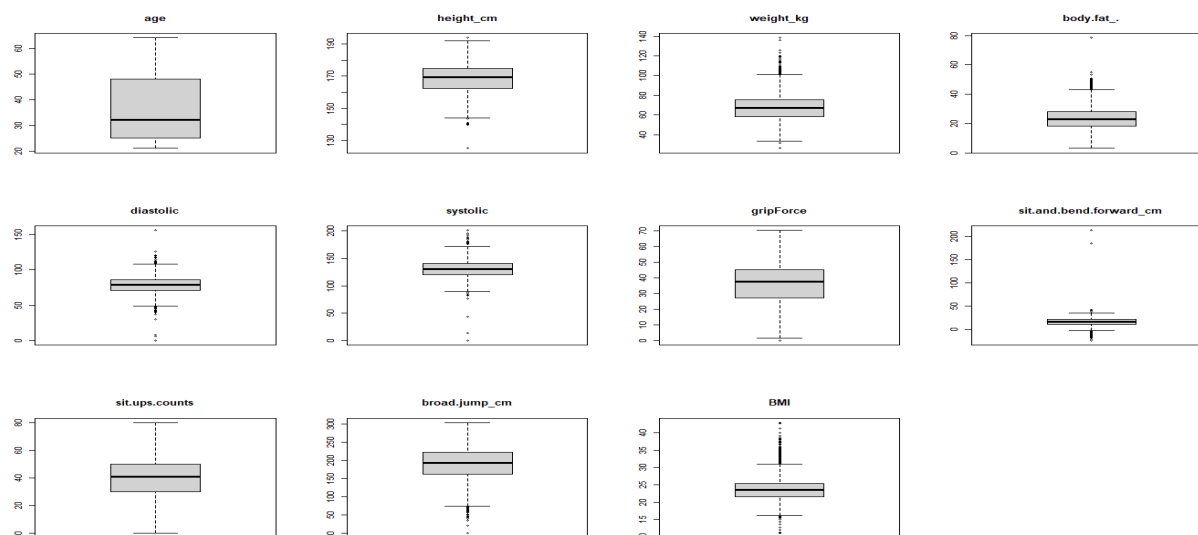 age height_cm weight_kg body.fat_.
20 30 40 50 60
130 150 170 190
40 60 80 100 120 140
0 20 40 60 80
diastolic systolic gripForce sit.and.bend.forward_cm
0 50 100 150
0 50 100 150 200
0 10 20 30 40 50 60 70
0 50 100 150 200
sit.ups.counts broad.jump_cm BMI
0 20 40 60 80
0 50 100 150 200 250 300
10 15 20 25 30 35 40